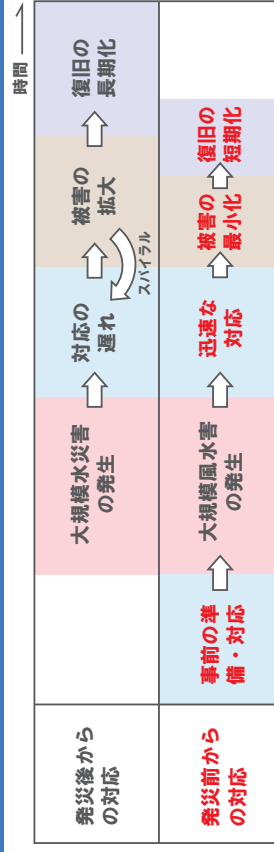 時間
発災後から
の対応
大規模水災害
の発生
対応の
遅れ
スパイラル
被害の
拡大
復旧の
長期化
発災前から
の対応
事前の準
備・対応
大規模風水害
の発生
迅速な
対応
被害の
最小化
復旧の
短期化